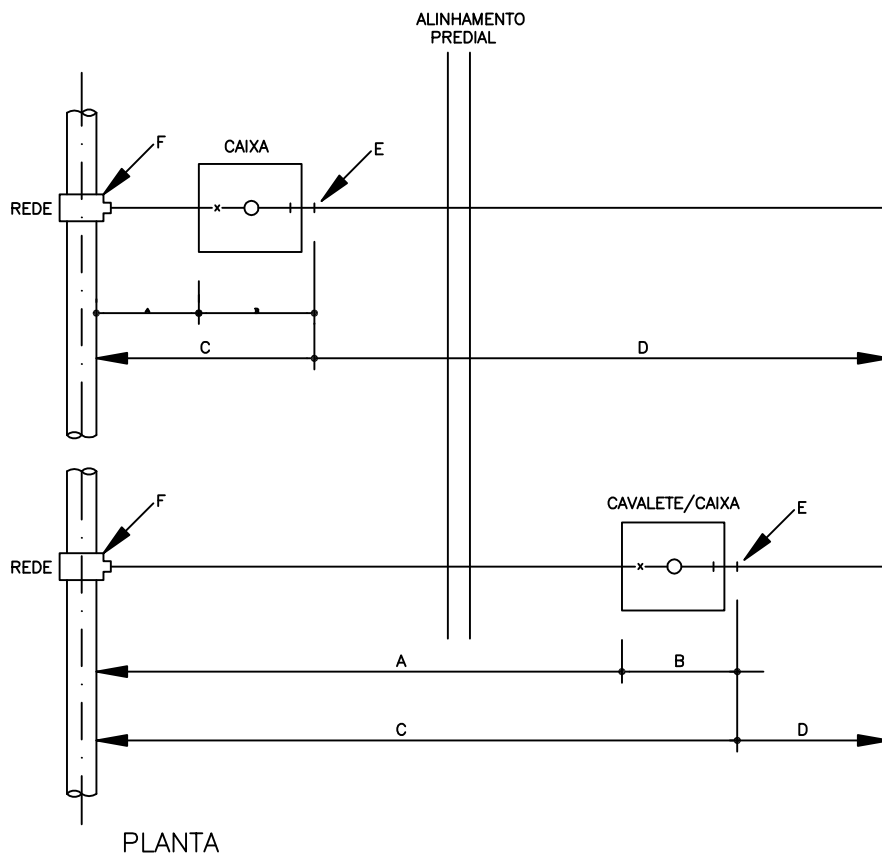 ALINHAMENTO
PREDIAL
F
CAIXA
E
REDE
A B
C D
F
CAVALETE/CAIXA
E
REDE
A B
C D
PLANTA